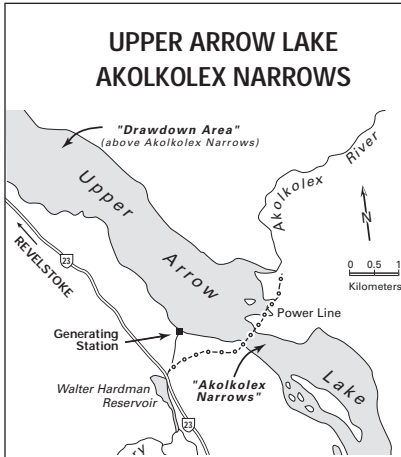 UPPER ARROW LAKE
AKOLKOLEX NARROWS
"Drawdown Area"
(above Akolkolex Narrows)
Akolkolex River
Upper Arrow Lake
N
0 .5 1
Kilometers
REVELSTOKE
23
Power Line
Generating
Station
"Akolkolex
Narrows"
Walter Hardman
Reservoir
23